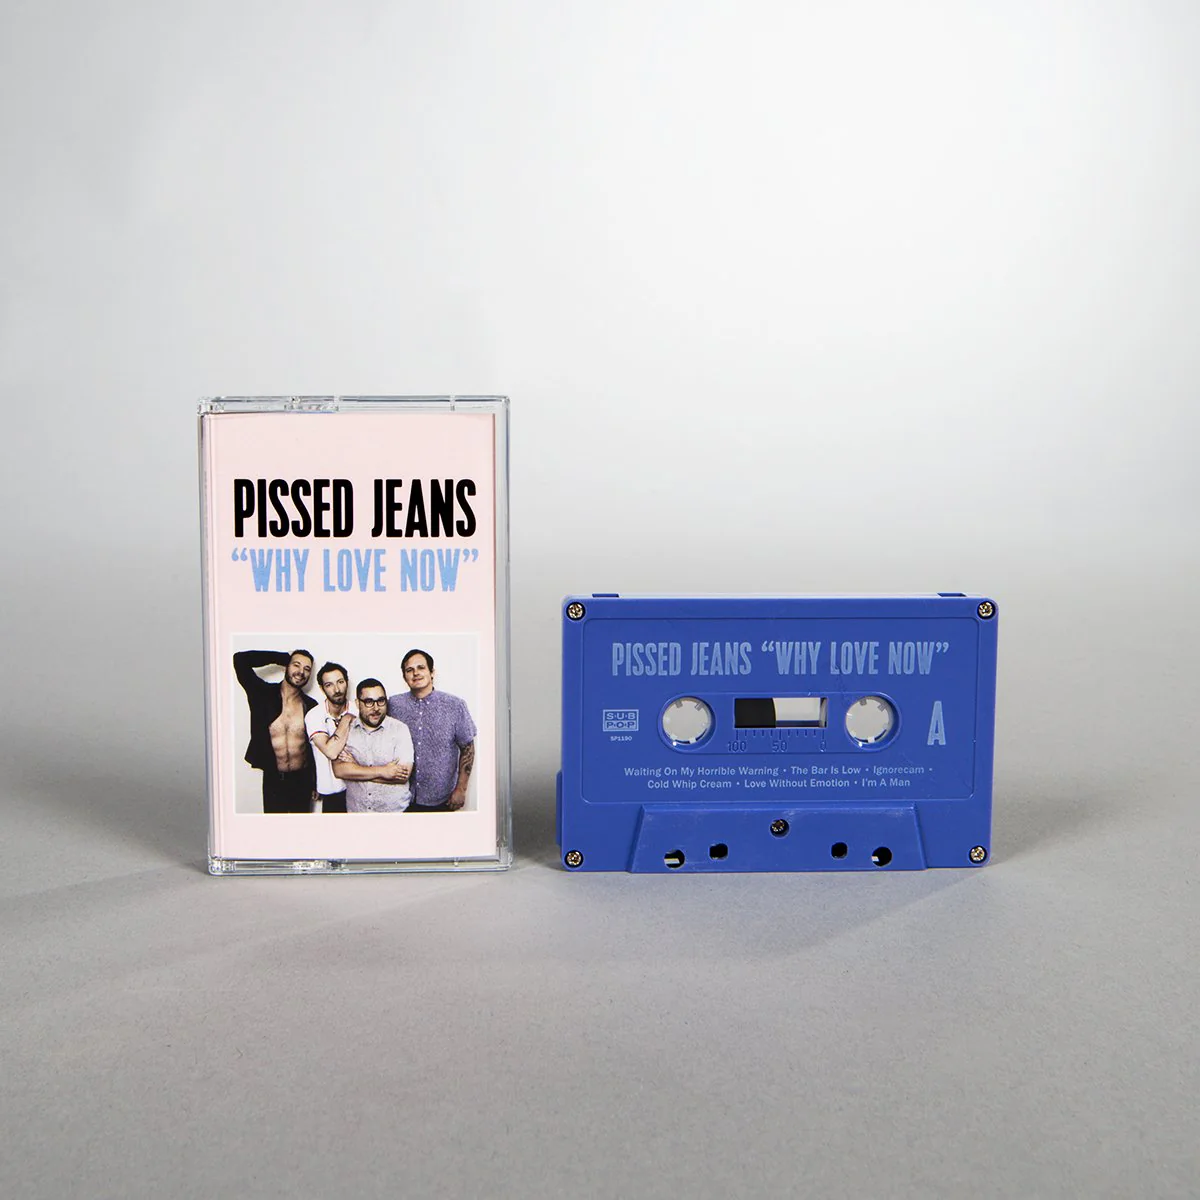 PISSED JEANS
“WHY LOVE NOW”
PISSED JEANS “WHY LOVE NOW”
SUB
POP
SP1190
100 50 0
A
Waiting On My Horrible Warning • The Bar Is Low • Ignorecam •
Cold Whip Cream • Love Without Emotion • I'm A Man